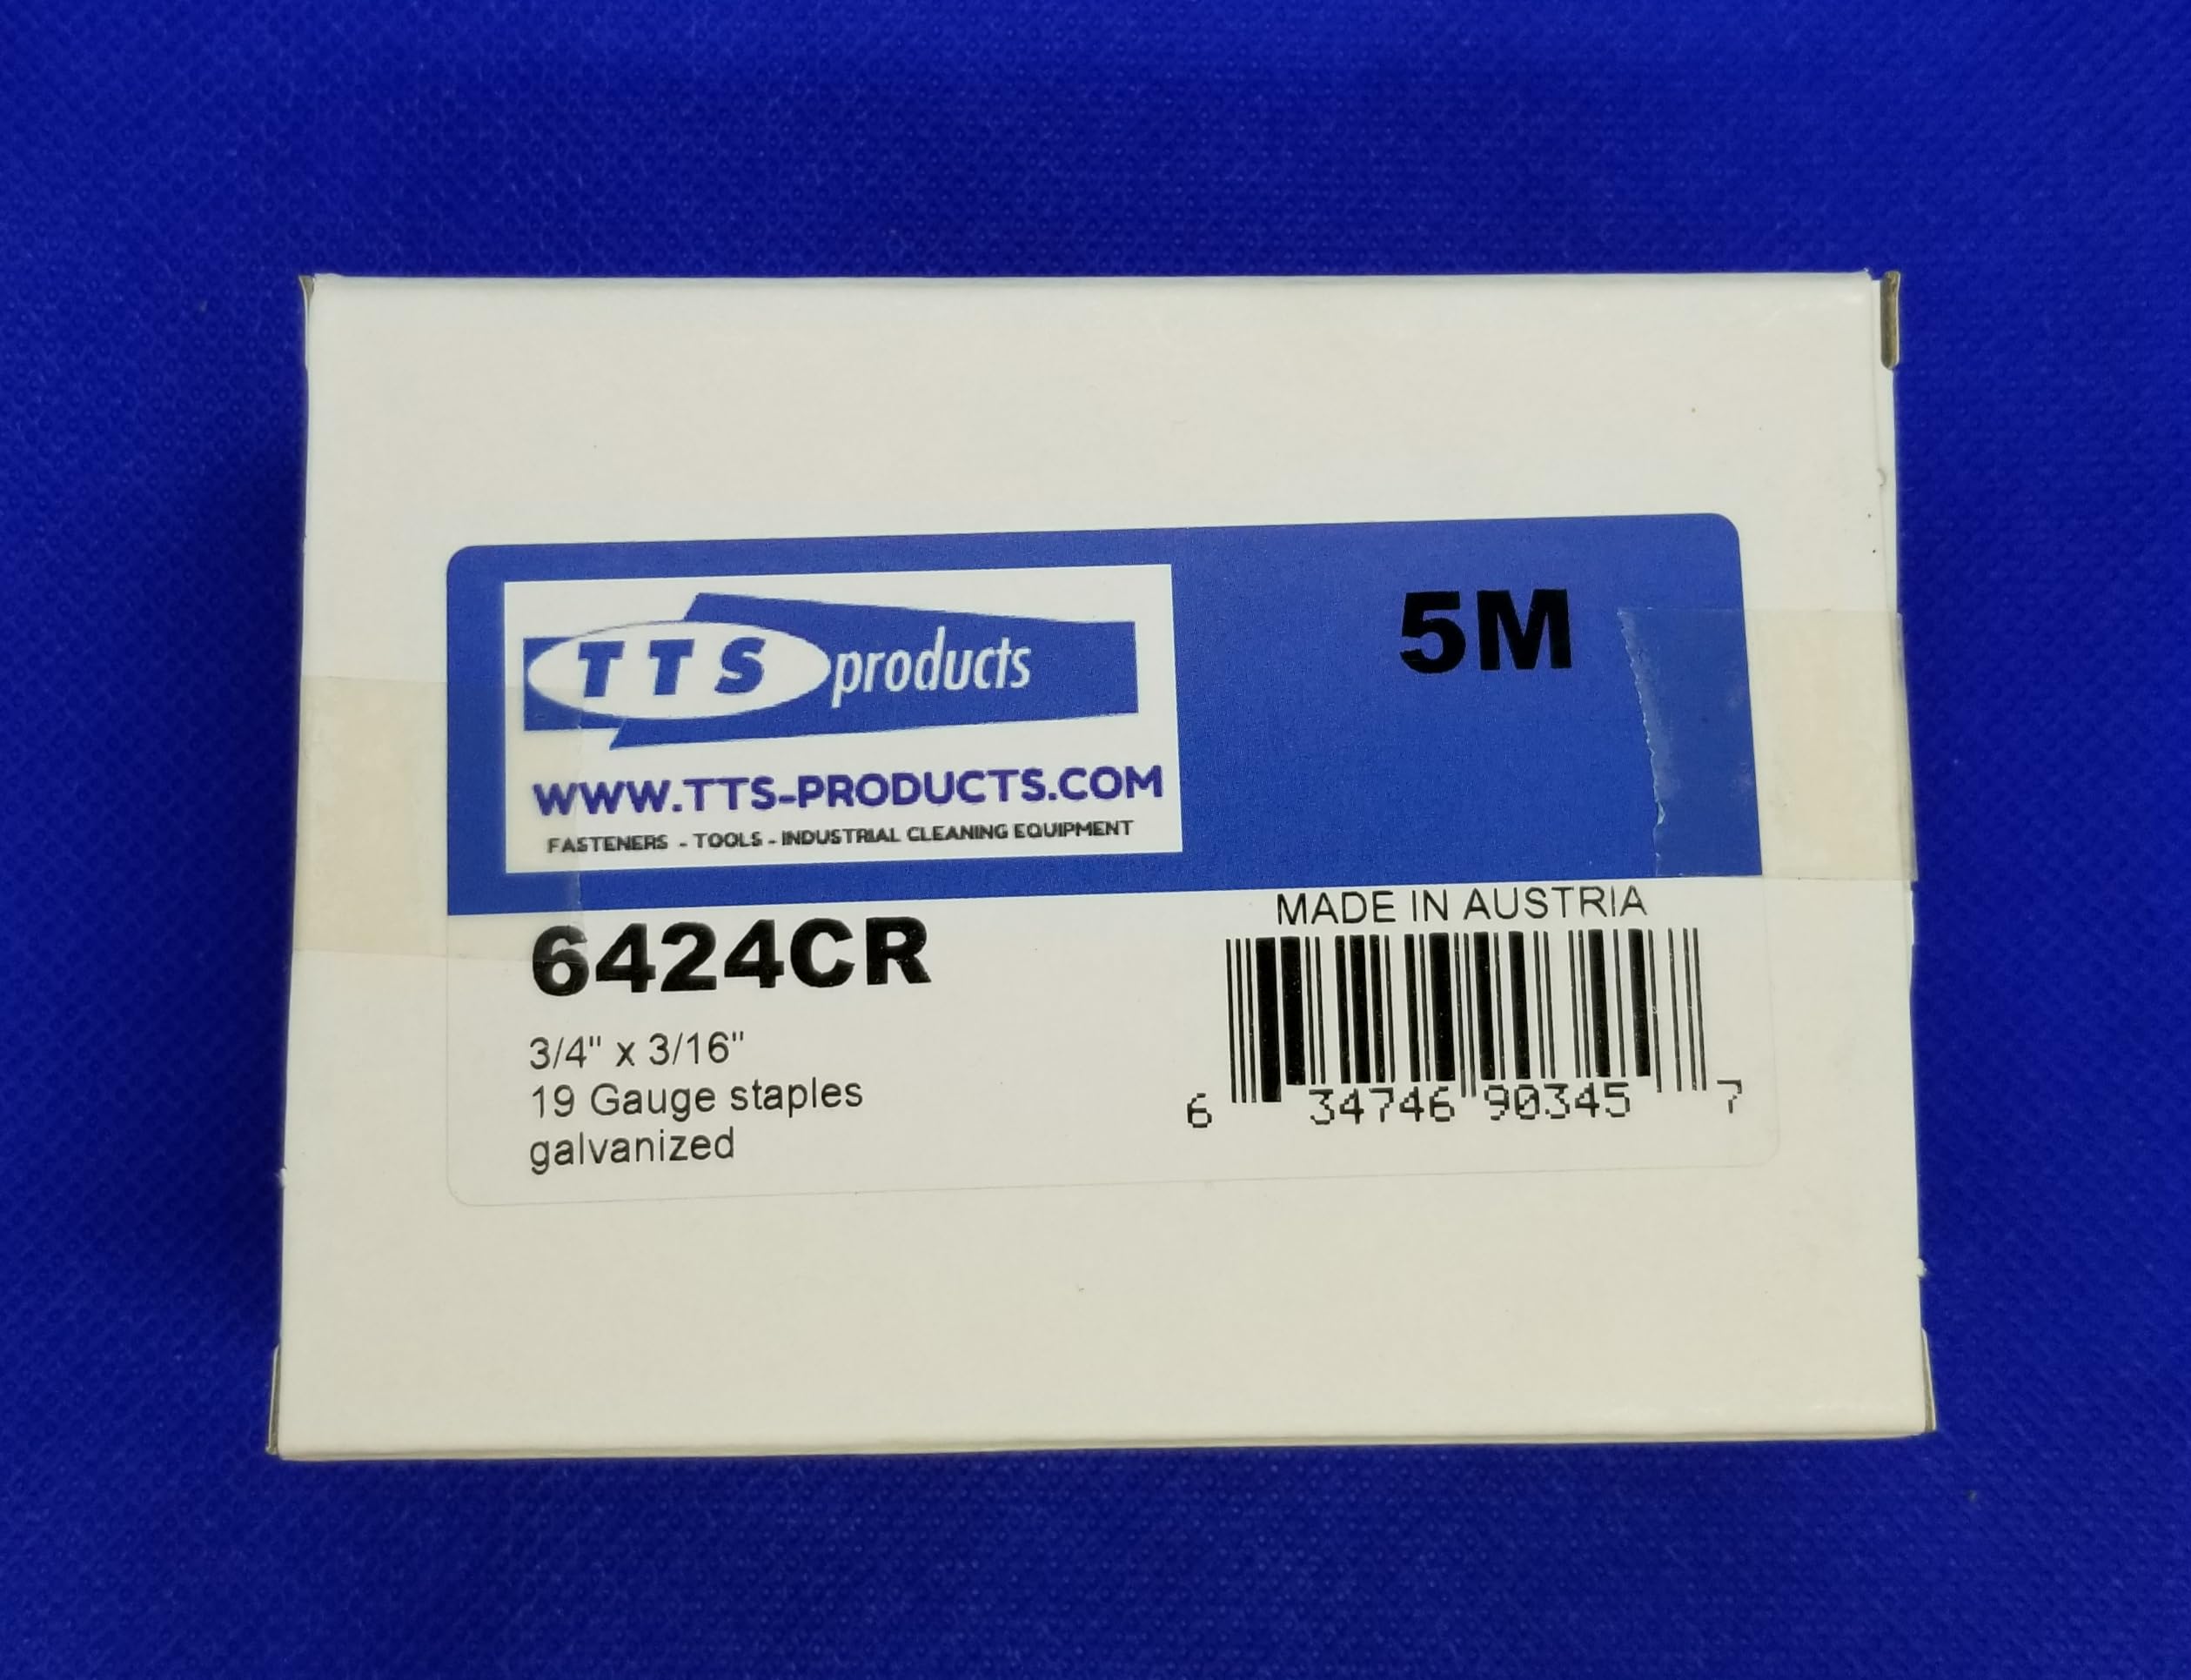 TTS products
5M
WWW.TTS-PRODUCTS.COM
FASTENERS - TOOLS - INDUSTRIAL CLEANING EQUIPMENT
MADE IN AUSTRIA
6424CR
3/4" x 3/16"
19 Gauge staples
galvanized
6 34746 90345 7